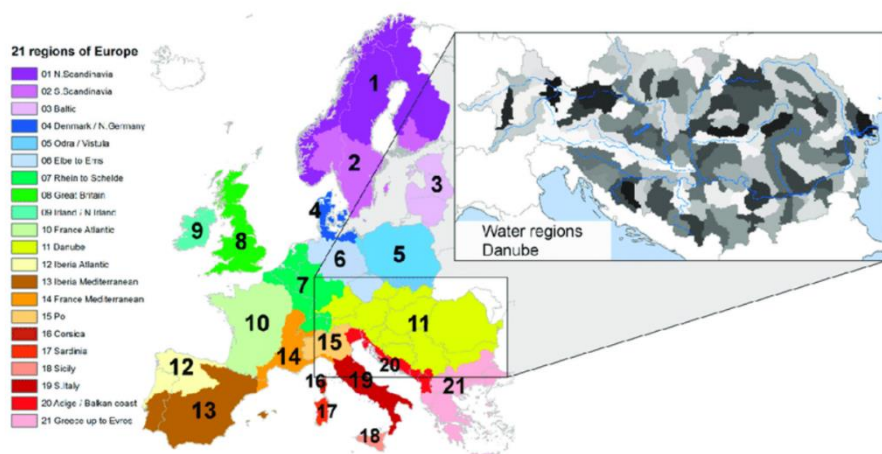 21 regions of Europe
01 N.Scandinavia
02 S.Scandinavia
03 Baltic
04 Denmark / N.Germany
05 Odra / Vistula
06 Elbe to Ems
07 Rhein to Schelde
08 Great Britain
09 Irland / N Irland
10 France Atlantic
11 Danube
12 Iberia Atlantic
13 Iberia Mediterranean
14 France Mediterranean
15 Po
16 Corsica
17 Sardinia
18 Sicily
19 S.Italy
20 Adige / Balkan coast
21 Greece up to Evros
1
2
3
4
5
6
7
8
9
10
11
12
13
14
15
16
17
18
19
20
21
Water regions
Danube